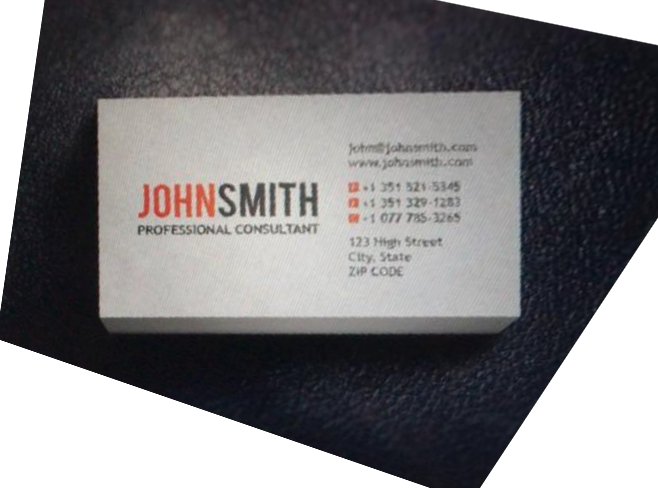 JOHNSMITH
PROFESSIONAL CONSULTANT
john@johnsmith.com
www.johnsmith.com
+1 351 521-5345
+1 351 329-1283
+1 077 785-3265
123 High Street
City, State
ZIP CODE